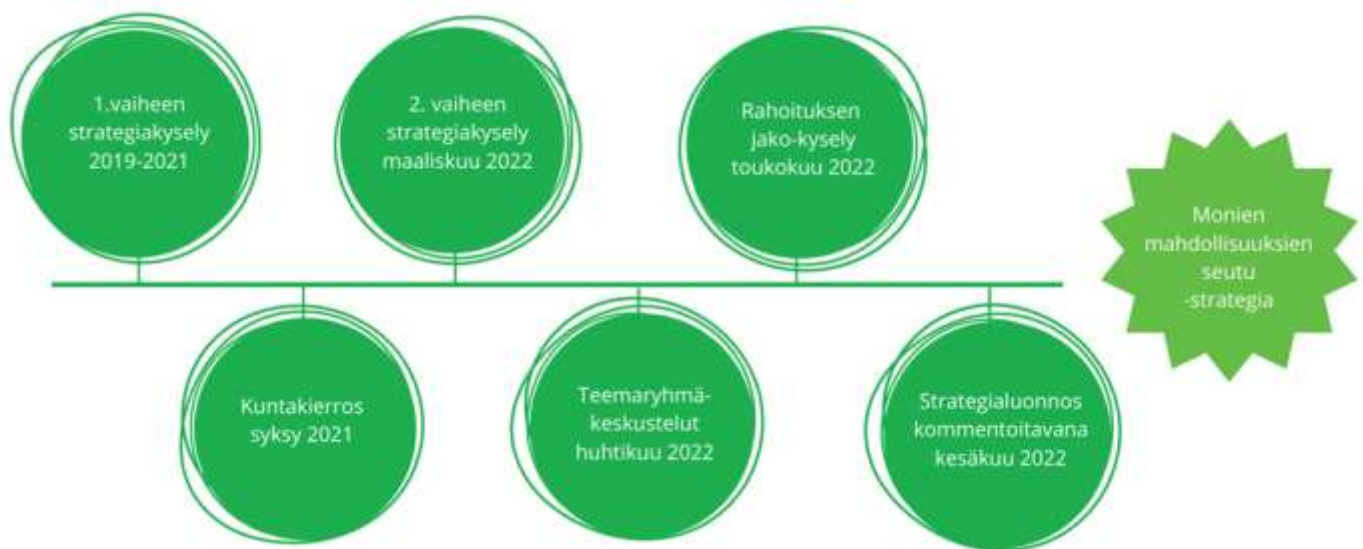 1.vaiheen
strategiakysely
2019-2021
Kuntakierros
syksy 2021
2. vaiheen
strategiakysely
maaliskuu 2022
Teemaryhmä-
keskustelut
huhtikuu 2022
Rahoituksen
jako-kysely
toukokuu 2022
Strategialuonnos
kommentoitavana
kesäkuu 2022
Monien
mahdollisuuksien
seutu
-strategia